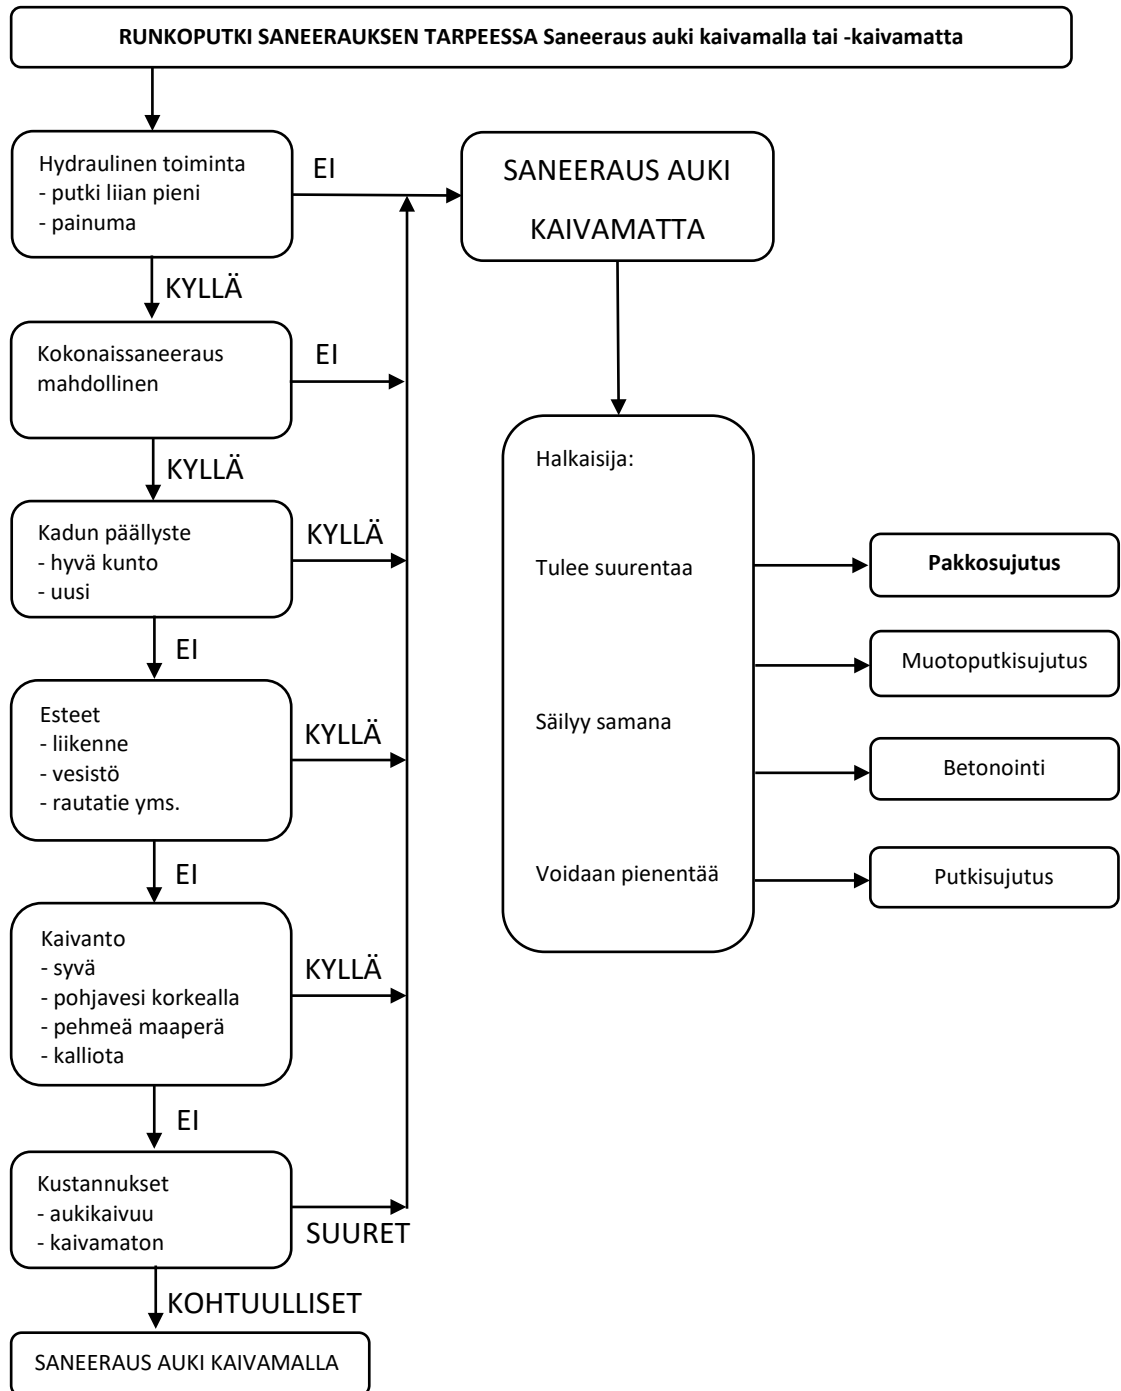 RUNKOPUTKI SANEERAUKSEN TARPEESSA Saneeraus auki kaivamalla tai -kaivamatta
Hydraulinen toiminta
- putki liian pieni
- painuma
EI
SANEERAUS AUKI
KAIVAMATTA
KYLLÄ
Kokonaissaneeraus
mahdollinen
EI
KYLLÄ
Kadun päällyste
- hyvä kunto
- uusi
KYLLÄ
EI
Esteet
- liikenne
- vesistö
- rautatie yms.
KYLLÄ
EI
Kaivanto
- syvä
- pohjavesi korkealla
- pehmeä maaperä
- kalliota
KYLLÄ
EI
Kustannukset
- aukikaivuu
- kaivamaton
SUURET
KOHTUULLISET
SANEERAUS AUKI KAIVAMALLA
Halkaisija:
Tulee suurentaa
Säilyy samana
Voidaan pienentää
Pakkosujutus
Muotoputkisujutus
Betonointi
Putkisujutus